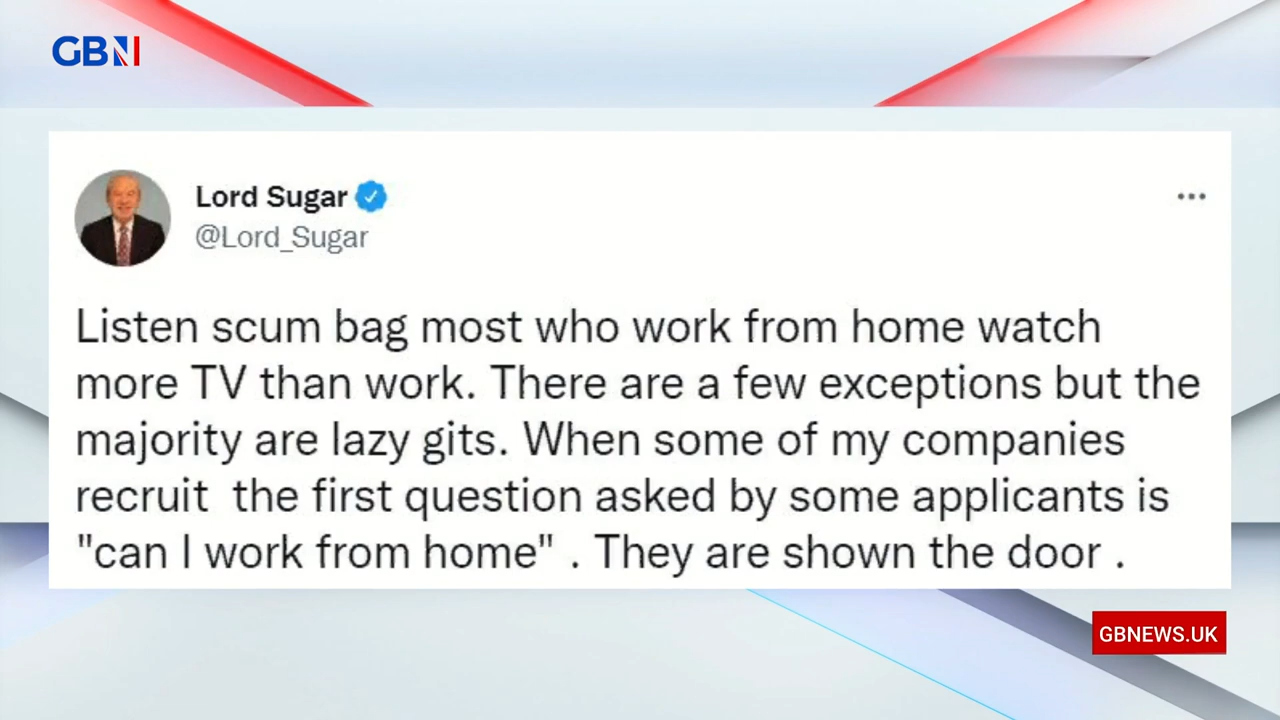 GBN
Lord Sugar
@Lord_Sugar
Listen scum bag most who work from home watch
more TV than work. There are a few exceptions but the
majority are lazy gits. When some of my companies
recruit  the first question asked by some applicants is
"can I work from home" . They are shown the door .
GBNEWS.UK